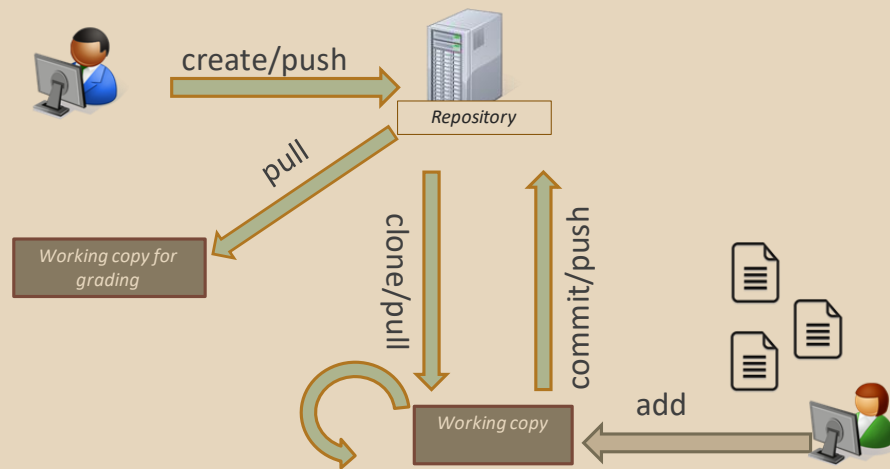 create/push
Repository
pull
Working copy for
grading
clone/pull
commit/push
add
Working copy